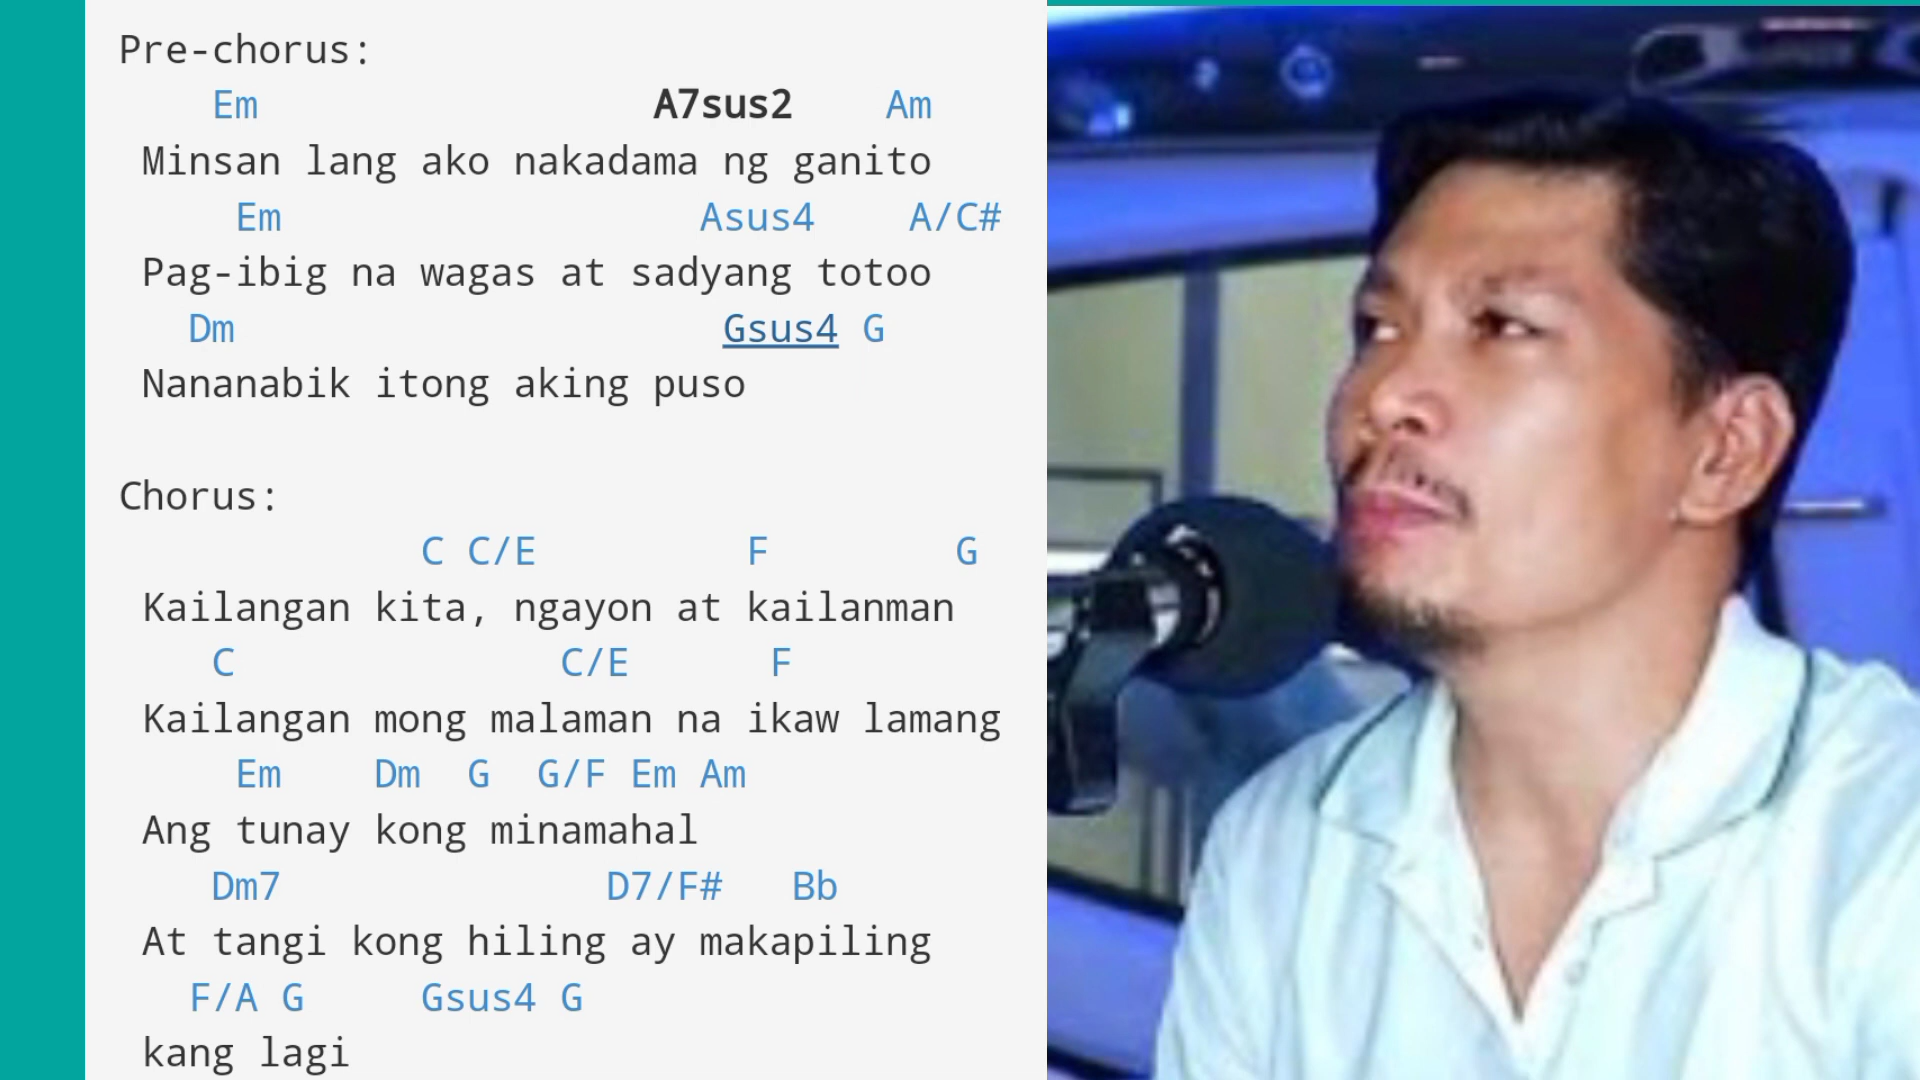 Pre-chorus:
Em A7sus2 Am
Minsan lang ako nakadama ng ganito
Em Asus4 A/C#
Pag-ibig na wagas at sadyang totoo
Dm Gsus4 G
Nananabik itong aking puso
Chorus:
C C/E F G
Kailangan kita, ngayon at kailanman
C C/E F
Kailangan mong malaman na ikaw lamang
Em Dm G G/F Em Am
Ang tunay kong minamahal
Dm7 D7/F# Bb
At tangi kong hiling ay makapiling
F/A G Gsus4 G
kang lagi